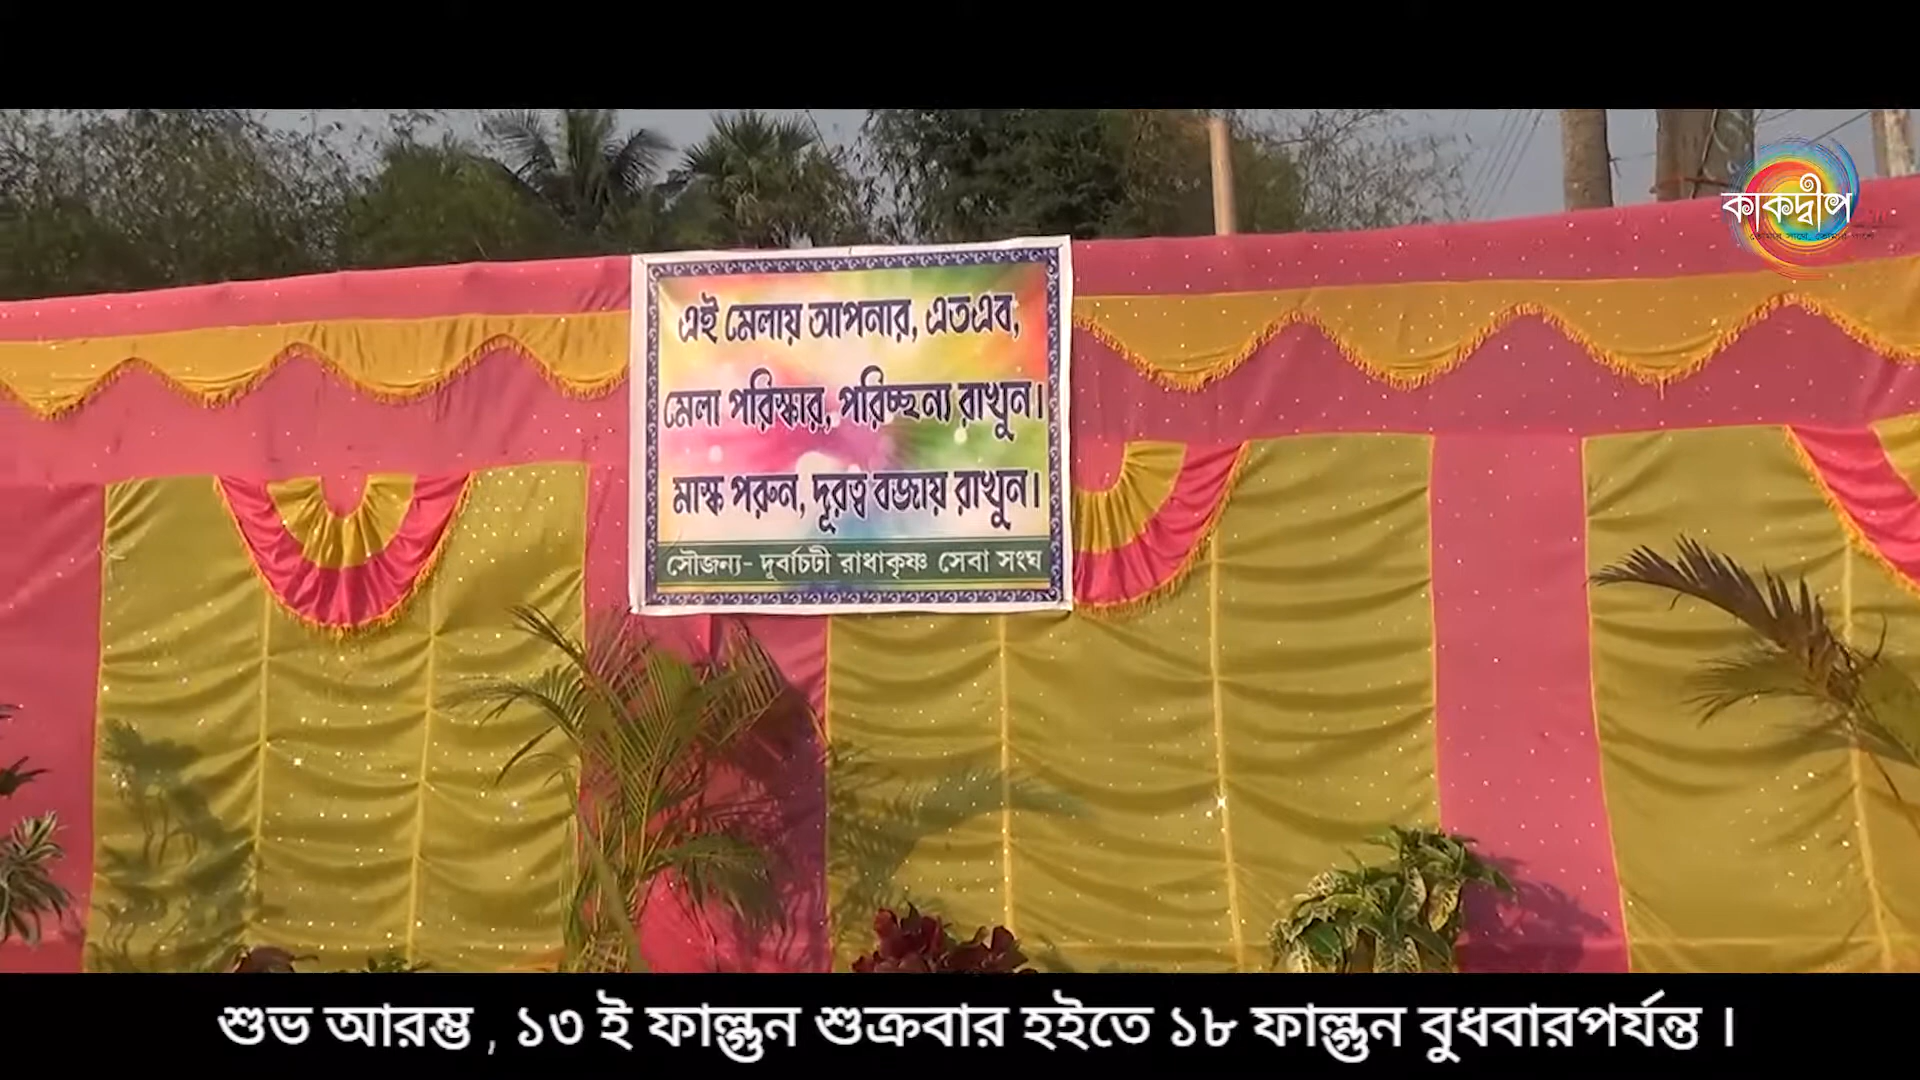 কাকদ্বীপ
এই মেলায় আপনার, এতএব,
মেলা পরিস্কার, পরিচ্ছন্য রাখুন।
মাস্ক পরুন, দূরত্ব বজায় রাখুন।
সৌজন্য- দূর্বাচটী রাধাকৃষ্ণ সেবা সংঘ
শুভ আরম্ভ , ১৩ ই ফাল্গুন শুক্রবার হইতে ১৮ ফাল্গুন বুধবারপর্যন্ত ।